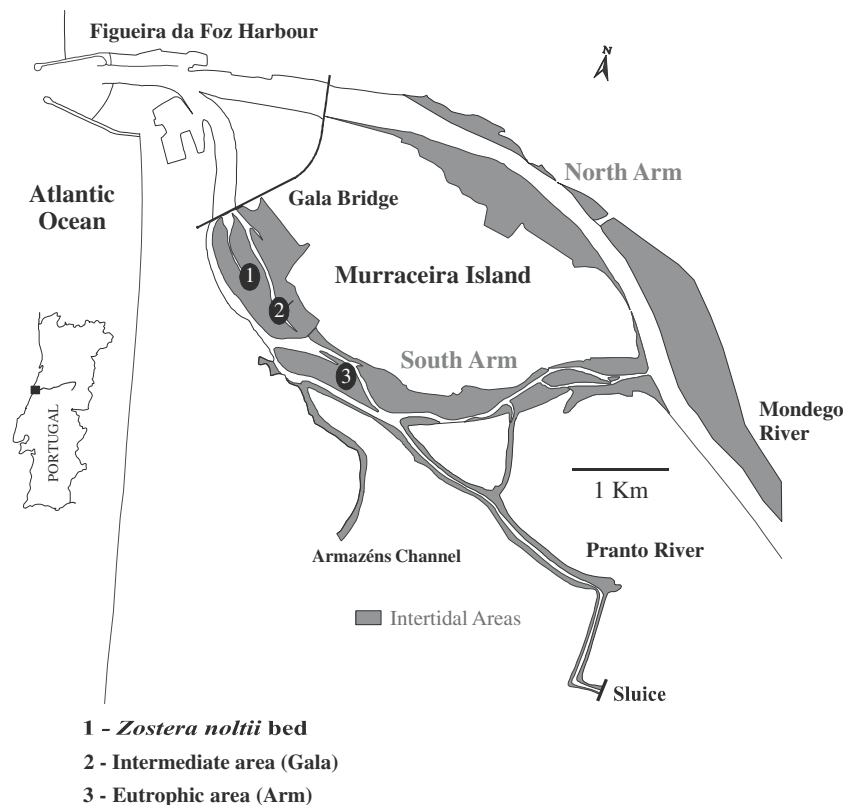 Figueira da Foz Harbour
N
North Arm
Atlantic
Ocean
Gala Bridge
1
Murraceira Island
2
South Arm
3
PORTUGAL
Mondego
River
1 Km
Armazéns Channel
Pranto River
Intertidal Areas
Sluice
1 - Zostera noltii bed
2 - Intermediate area (Gala)
3 - Eutrophic area (Arm)